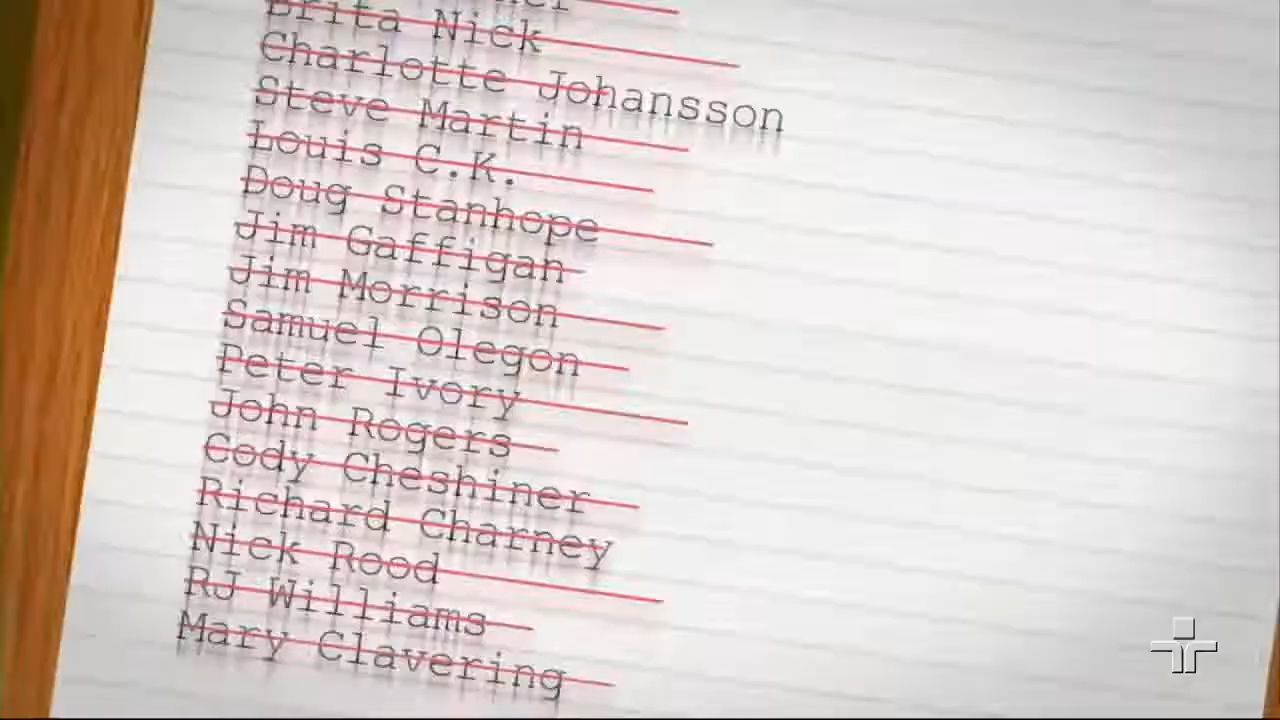 Brita Nick
Charlotte Johansson
Steve Martin
Louis C.K.
Doug Stanhope
Jim Gaffigan
Jim Morrison
Samuel Olegon
Peter Ivory
John Rogers
Cody Cheshiner
Richard Charney
Nick Rood
RJ Williams
Mary Clavering